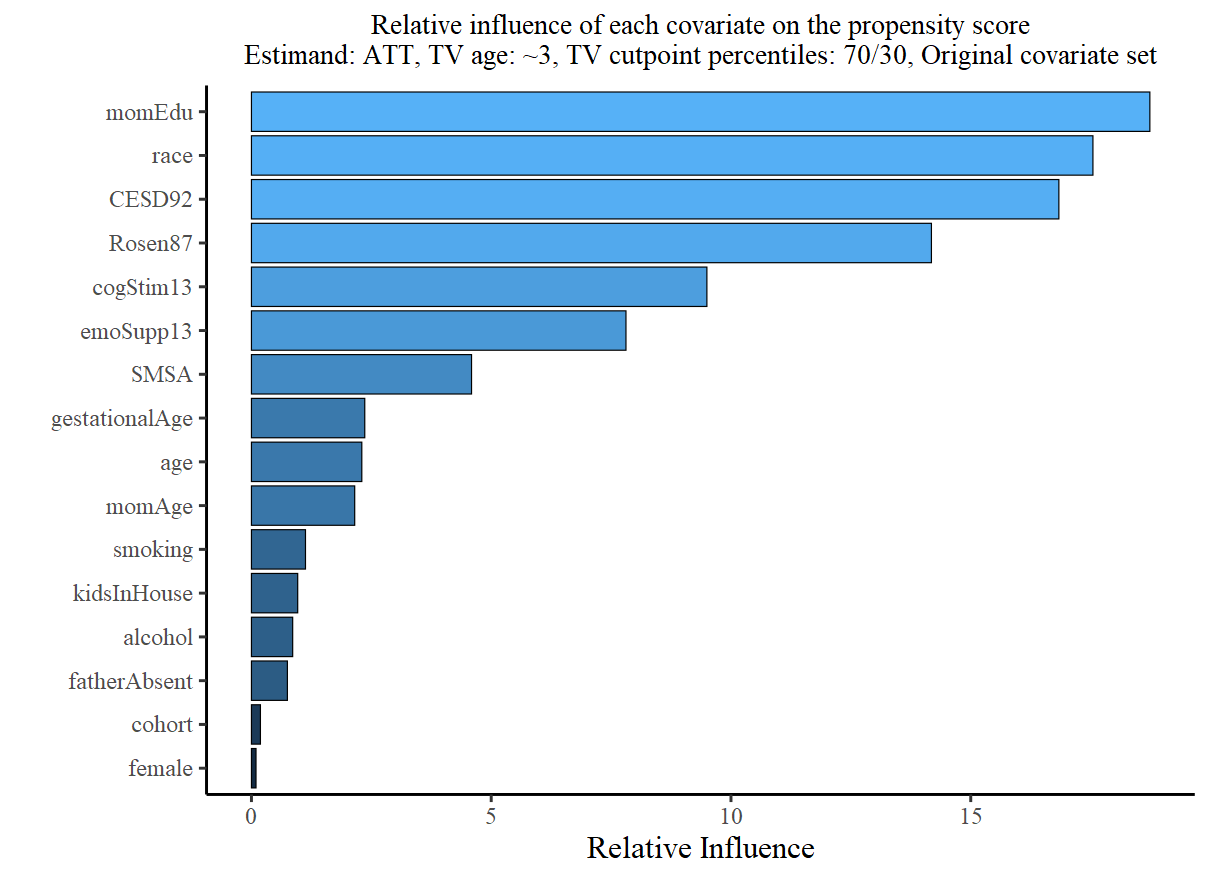 Relative influence of each covariate on the propensity score
Estimand: ATT, TV age: ~3, TV cutpoint percentiles: 70/30, Original covariate set
momEdu
race
CESD92
Rosen87
cogStim13
emoSupp13
SMSA
gestationalAge
age
momAge
smoking
kidsInHouse
alcohol
fatherAbsent
cohort
female
0 5 10 15
Relative Influence